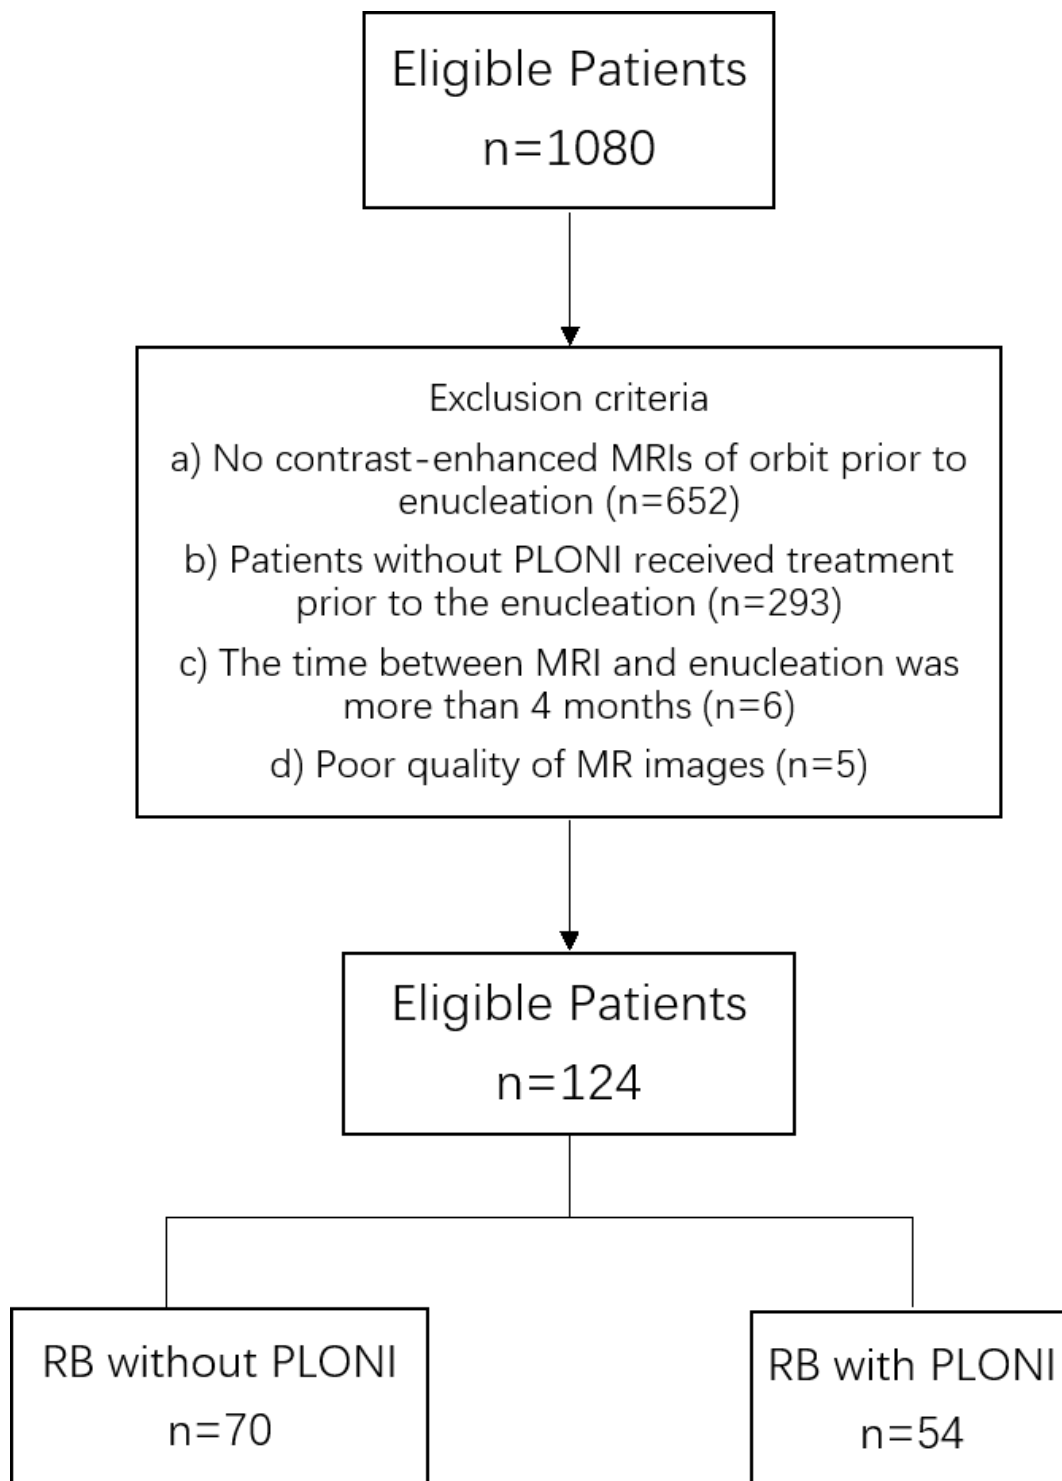 Eligible Patients
n=1080
Exclusion criteria
a) No contrast-enhanced MRIs of orbit prior to
enucleation (n=652)
b) Patients without PLONI received treatment
prior to the enucleation (n=293)
c) The time between MRI and enucleation was
more than 4 months (n=6)
d) Poor quality of MR images (n=5)
Eligible Patients
n=124
RB without PLONI
n=70
RB with PLONI
n=54